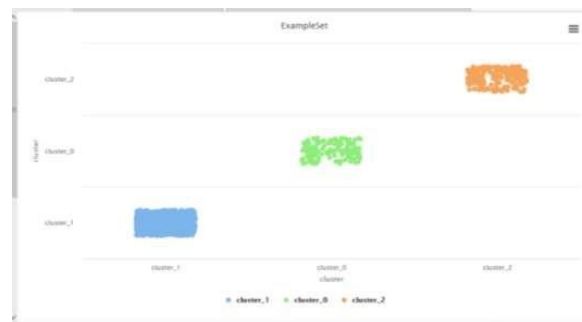 ExampleSet
cluster_2
cluster_0
cluster_1
cluster
cluster_1 cluster_0 cluster_2
cluster
cluster_1 cluster_0 cluster_2